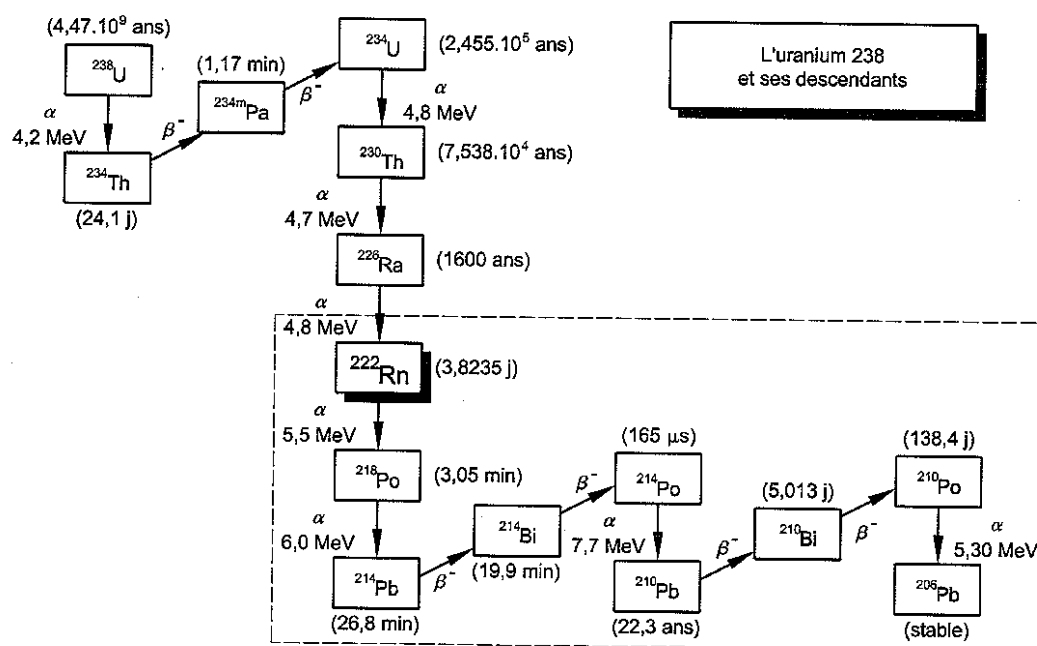 (4,47.10⁹ ans)
²³⁸U
α
4,2 MeV
²³⁴Th
(24,1 j)
β⁻
(1,17 min)
²³⁴ᵐPa
β⁻
²³⁴U
(2,455.10⁵ ans)
α
4,8 MeV
²³⁰Th
(7,538.10⁴ ans)
α
4,7 MeV
²²⁶Ra
(1600 ans)
α
4,8 MeV
²²²Rn
(3,8235 j)
α
5,5 MeV
²¹⁸Po
(3,05 min)
α
6,0 MeV
²¹⁴Pb
(26,8 min)
β⁻
²¹⁴Bi
(19,9 min)
β⁻
(165 µs)
²¹⁴Po
α
7,7 MeV
²¹⁰Pb
(22,3 ans)
β⁻
(5,013 j)
²¹⁰Bi
β⁻
(138,4 j)
²¹⁰Po
α
5,30 MeV
²⁰⁶Pb
(stable)
L'uranium 238
et ses descendants